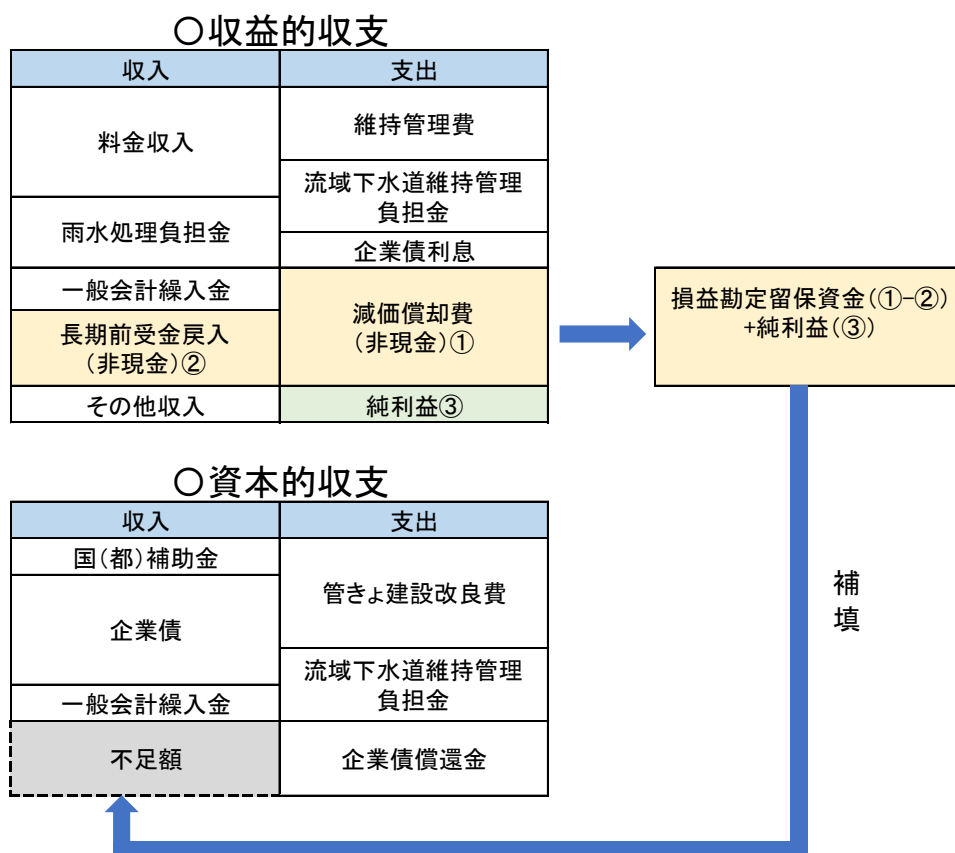 〇収益的収支
収入
支出
料金収入
雨水処理負担金
一般会計繰入金
長期前受金戻入
(非現金)②
その他収入
維持管理費
流域下水道維持管理
負担金
企業債利息
減価償却費
(非現金)①
純利益③
損益勘定留保資金(①-②)
+純利益(③)
〇資本的収支
収入
支出
国(都)補助金
企業債
一般会計繰入金
不足額
管きょ建設改良費
流域下水道維持管理
負担金
企業債償還金
補填